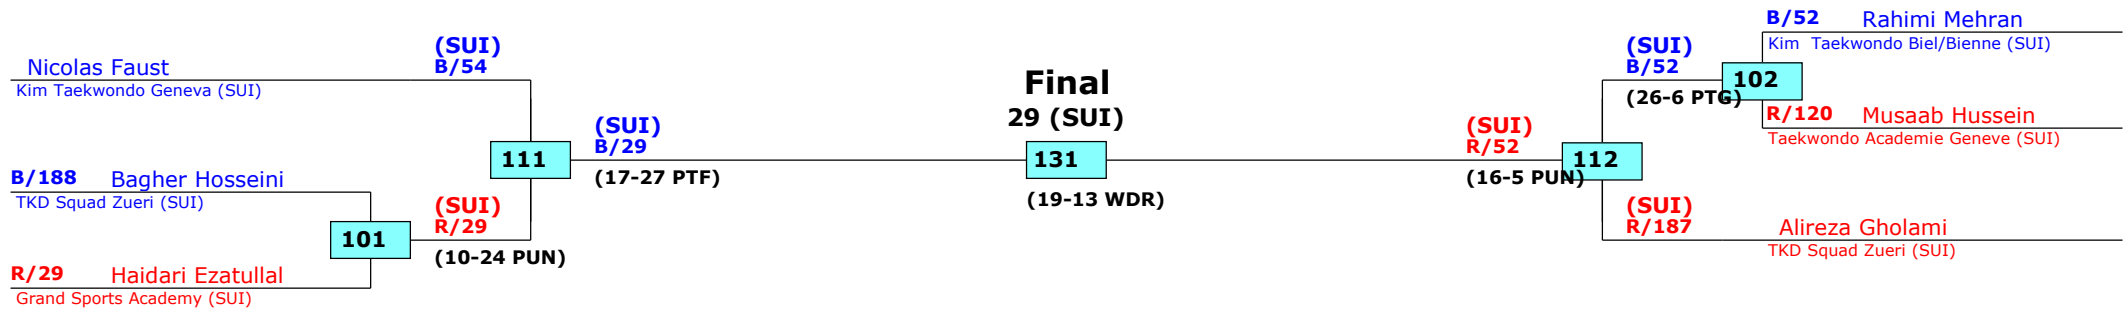 Nicolas Faust
Kim Taekwondo Geneva (SUI)
(SUI)
B/54
B/188 Bagher Hosseini
TKD Squad Zueri (SUI)
R/29 Haidari Ezatullal
Grand Sports Academy (SUI)
101
(SUI)
R/29
(10-24 PUN)
111
(SUI)
B/29
(17-27 PTF)
Final
29 (SUI)
131
(19-13 WDR)
(SUI)
R/52
(16-5 PUN)
112
(SUI)
B/52
(26-6 PTG)
102
B/52 Rahimi Mehran
Kim Taekwondo Biel/Bienne (SUI)
R/120 Musaab Hussein
Taekwondo Academie Geneve (SUI)
(SUI)
R/187
Alireza Gholami
TKD Squad Zueri (SUI)